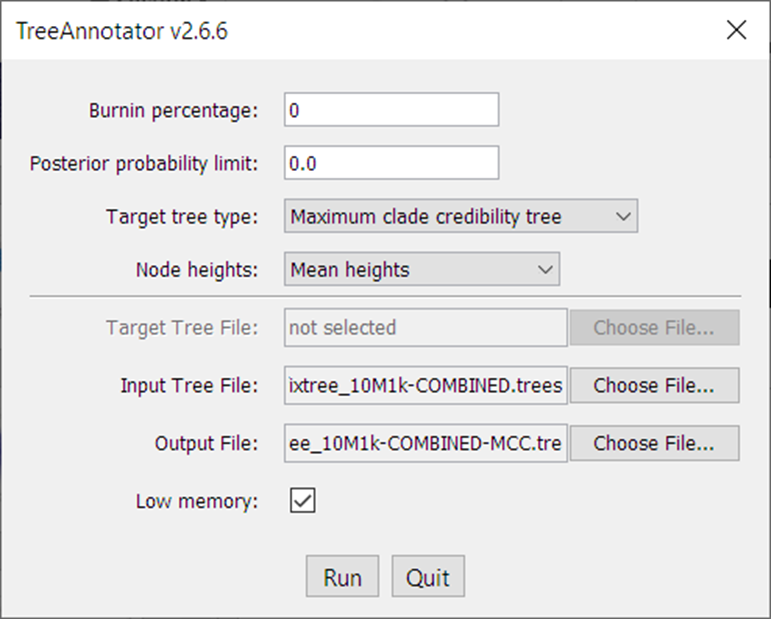 TreeAnnotator v2.6.6
Burnin percentage: 0
Posterior probability limit: 0.0
Target tree type: Maximum clade credibility tree
Node heights: Mean heights
Target Tree File: not selected Choose File...
Input Tree File: ixtree_10M1k-COMBINED.trees Choose File...
Output File: ee_10M1k-COMBINED-MCC.tre Choose File...
Low memory:
Run Quit